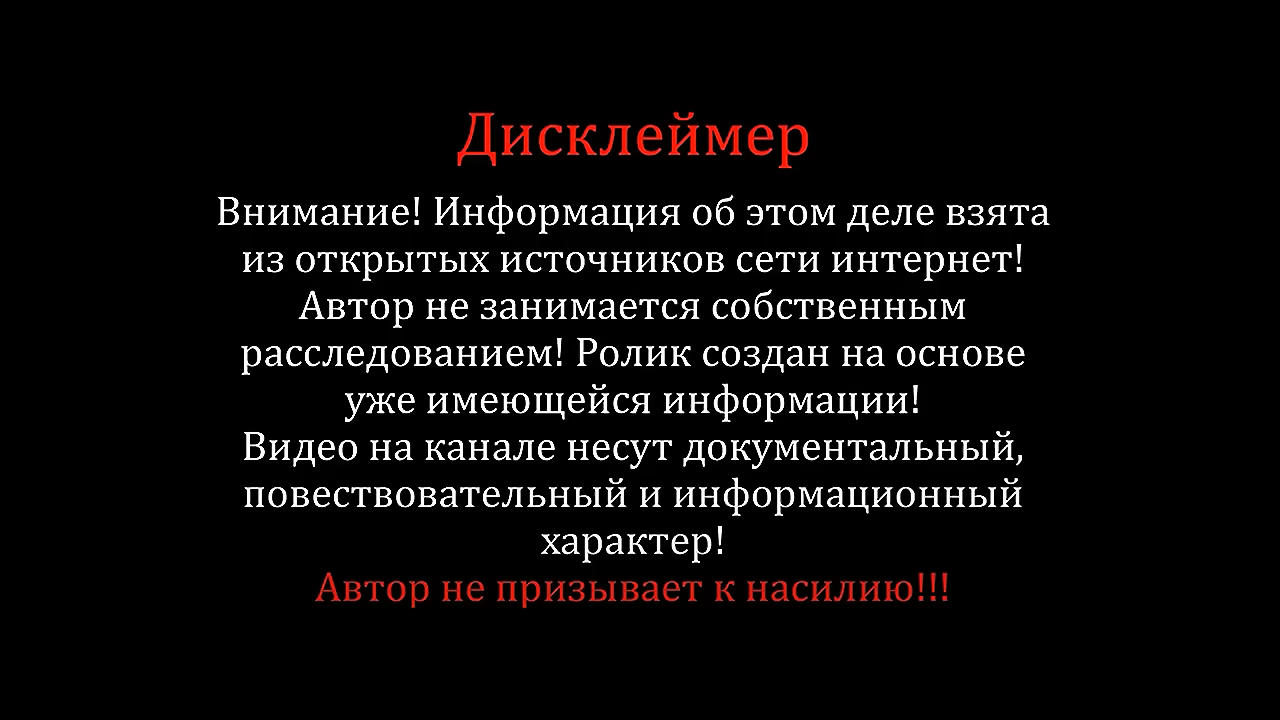 Дисклеймер
Внимание! Информация об этом деле взята
из открытых источников сети интернет!
Автор не занимается собственным
расследованием! Ролик создан на основе
уже имеющейся информации!
Видео на канале несут документальный,
повествовательный и информационный
характер!
Автор не призывает к насилию!!!